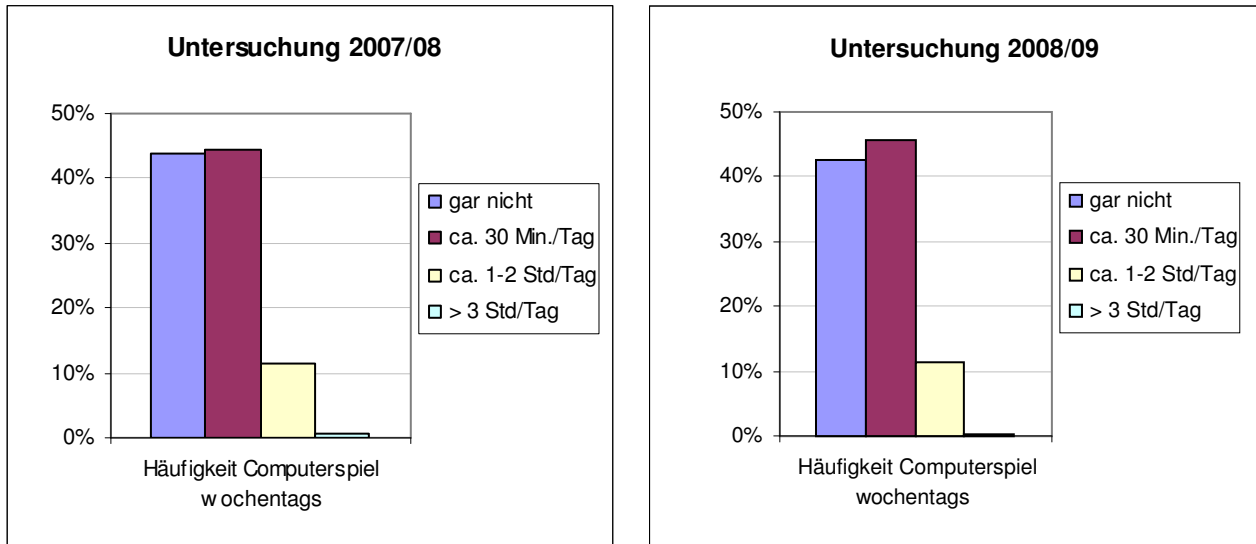 Untersuchung 2007/08
50%
40%
30%
20%
10%
0%
Häufigkeit Computerspiel
wochentags
gar nicht
ca. 30 Min./Tag
ca. 1-2 Std/Tag
> 3 Std/Tag
Untersuchung 2008/09
50%
40%
30%
20%
10%
0%
Häufigkeit Computerspiel
wochentags
gar nicht
ca. 30 Min./Tag
ca. 1-2 Std/Tag
> 3 Std/Tag